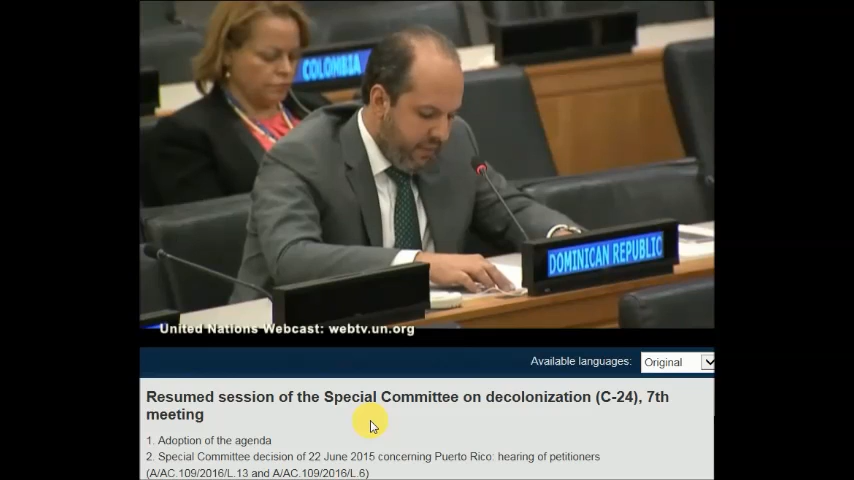 COLOMBIA
DOMINICAN REPUBLIC
United Nations Webcast: webtv.un.org
Available languages: Original
Resumed session of the Special Committee on decolonization (C-24), 7th
meeting
1. Adoption of the agenda
2. Special Committee decision of 22 June 2015 concerning Puerto Rico: hearing of petitioners
(A/AC.109/2016/L.13 and A/AC.109/2016/L.6)